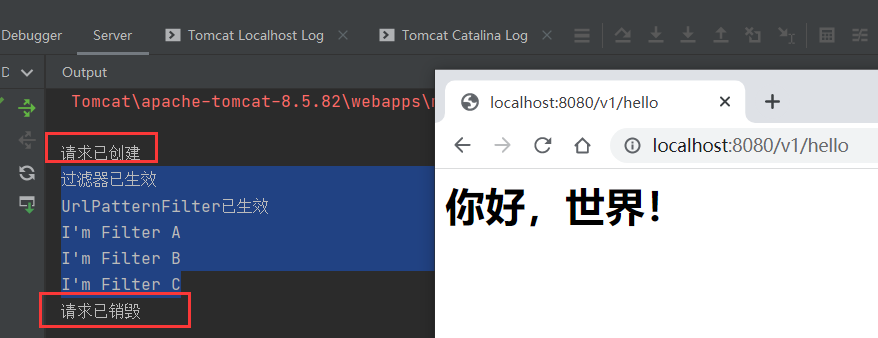 Debugger
Server
Tomcat Localhost Log
Tomcat Catalina Log
D
Output
Tomcat\apache-tomcat-8.5.82\webapps\
请求已创建
过滤器已生效
UrlPatternFilter已生效
I'm Filter A
I'm Filter B
I'm Filter C
请求已销毁
localhost:8080/v1/hello
localhost:8080/v1/hello
你好，世界！